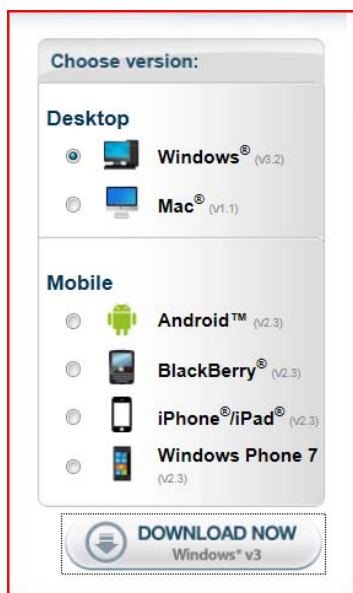 Choose version:
Desktop
Windows® (v3.2)
Mac® (v1.1)
Mobile
Android™ (v2.3)
BlackBerry® (v2.3)
iPhone®/iPad® (v2.3)
Windows Phone 7
(v2.3)
DOWNLOAD NOW
Windows® v3